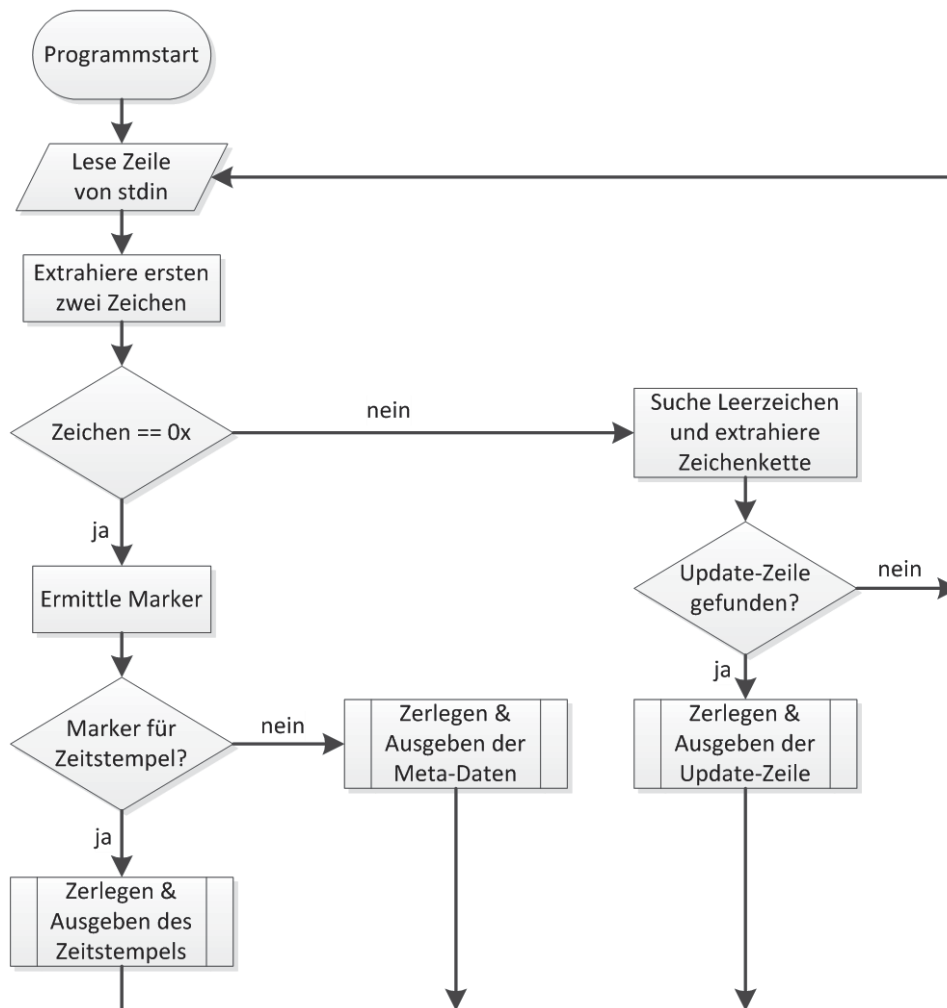 Programmstart
Lese Zeile
von stdin
Extrahiere ersten
zwei Zeichen
Zeichen == 0x
nein
Suche Leerzeichen
und extrahiere
Zeichenkette
ja
Ermittle Marker
Update-Zeile
gefunden?
nein
ja
Marker für
Zeitstempel?
nein
Zerlegen &
Ausgeben der
Meta-Daten
Zerlegen &
Ausgeben der
Update-Zeile
ja
Zerlegen &
Ausgeben des
Zeitstempels